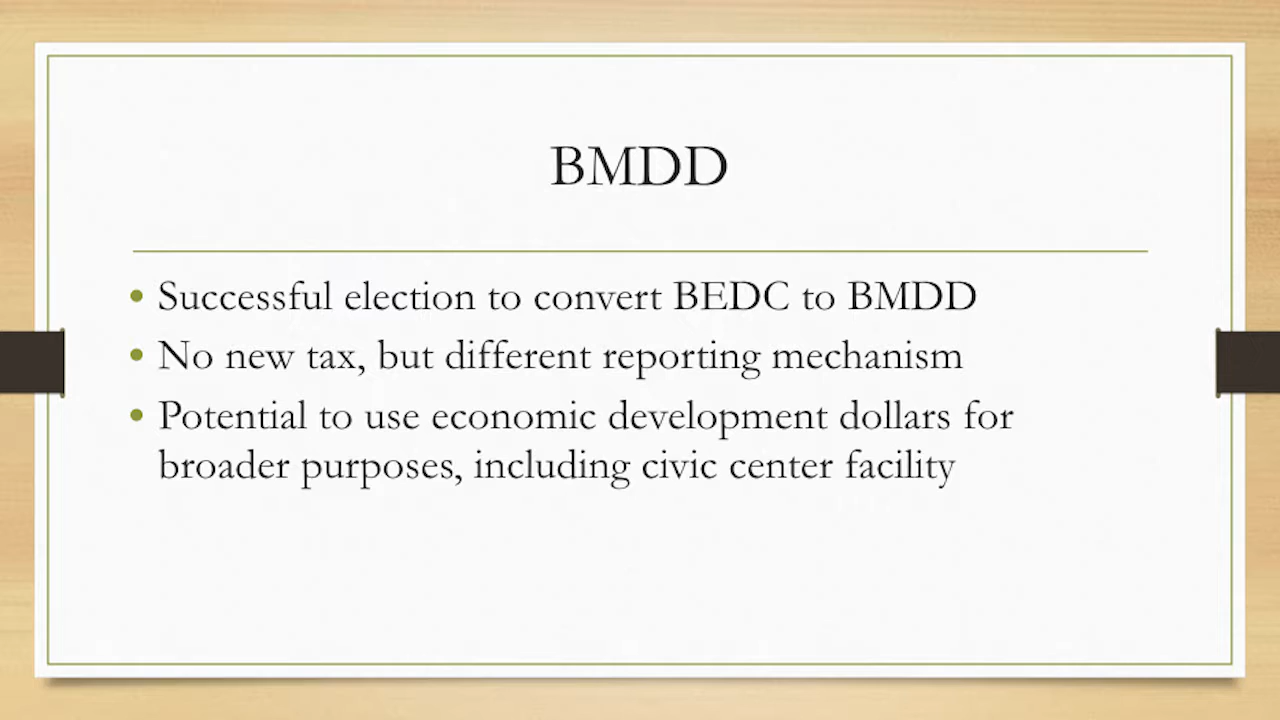 BMDD
• Successful election to convert BEDC to BMDD
• No new tax, but different reporting mechanism
• Potential to use economic development dollars for
broader purposes, including civic center facility